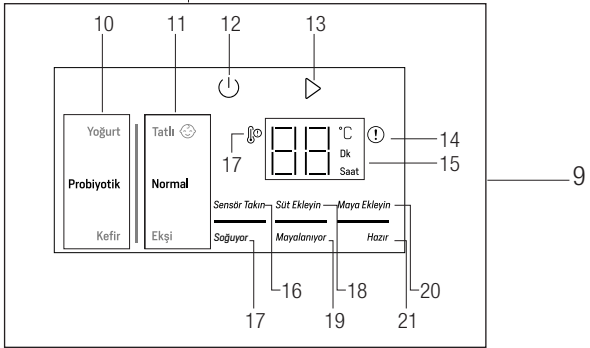 10 11 12 13
Yoğurt Tatlı °C 14
17 88 Dk 15
Probiyotik Normal Saat 9
Sensör Takın Süt Ekleyin Maya Ekleyin
Kefir Ekşi Soğuyor Mayalanıyor Hazır
16 18 20
17 19 21